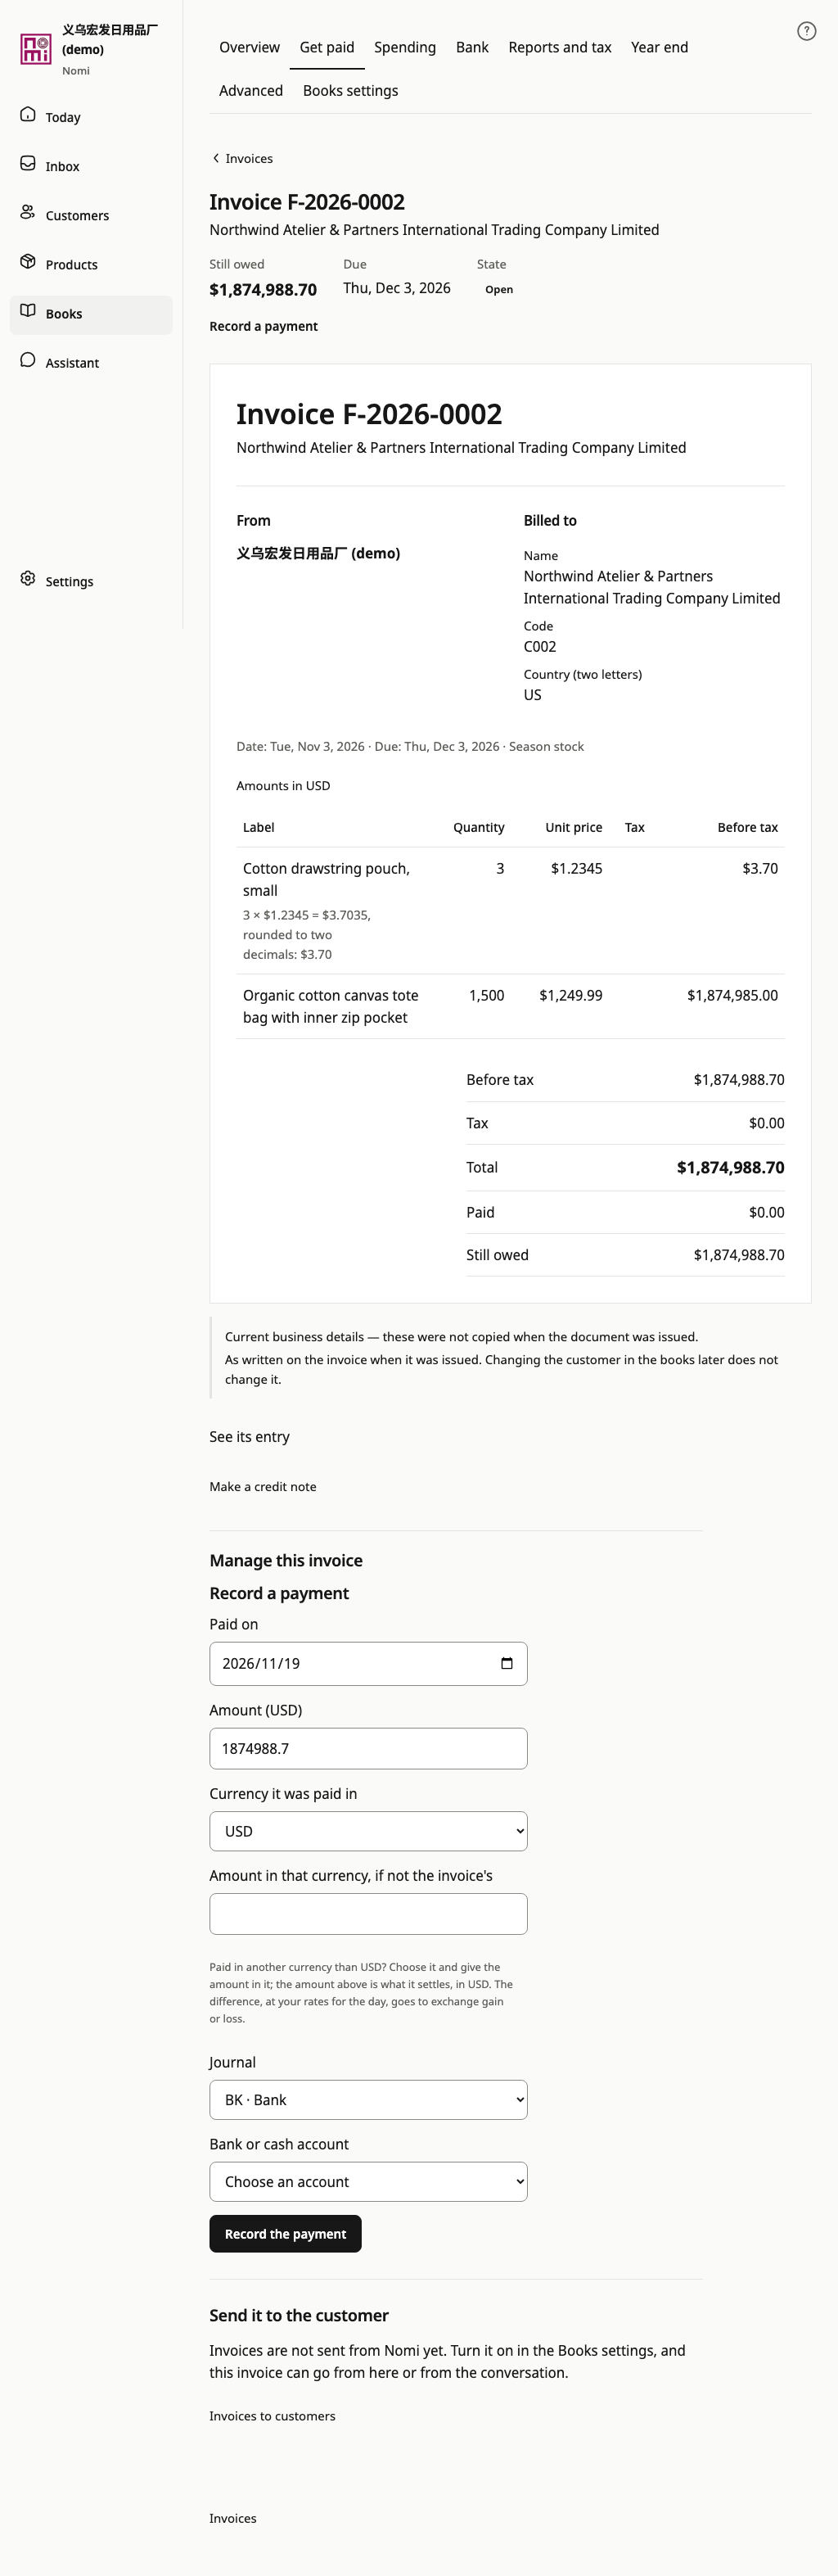 义乌宏发日用品厂
(demo)
Nomi
Today
Inbox
Customers
Products
Books
Assistant
Settings
Overview Get paid Spending Bank Reports and tax Year end
Advanced Books settings
Invoices
Invoice F-2026-0002
Northwind Atelier & Partners International Trading Company Limited
Still owed Due State
$1,874,988.70 Thu, Dec 3, 2026 Open
Record a payment
Invoice F-2026-0002
Northwind Atelier & Partners International Trading Company Limited
From
义乌宏发日用品厂 (demo)
Billed to
Name
Northwind Atelier & Partners
International Trading Company Limited
Code
C002
Country (two letters)
US
Date: Tue, Nov 3, 2026 · Due: Thu, Dec 3, 2026 · Season stock
Amounts in USD
Label Quantity Unit price Tax Before tax
Cotton drawstring pouch, 3 $1.2345 $3.70
small
3 × $1.2345 = $3.7035,
rounded to two
decimals: $3.70
Organic cotton canvas tote 1,500 $1,249.99 $1,874,985.00
bag with inner zip pocket
Before tax $1,874,988.70
Tax $0.00
Total $1,874,988.70
Paid $0.00
Still owed $1,874,988.70
Current business details — these were not copied when the document was issued.
As written on the invoice when it was issued. Changing the customer in the books later does not
change it.
See its entry
Make a credit note
Manage this invoice
Record a payment
Paid on
2026/11/19
Amount (USD)
1874988.7
Currency it was paid in
USD
Amount in that currency, if not the invoice's
Paid in another currency than USD? Choose it and give the
amount in it; the amount above is what it settles, in USD. The
difference, at your rates for the day, goes to exchange gain
or loss.
Journal
BK · Bank
Bank or cash account
Choose an account
Record the payment
Send it to the customer
Invoices are not sent from Nomi yet. Turn it on in the Books settings, and
this invoice can go from here or from the conversation.
Invoices to customers
Invoices